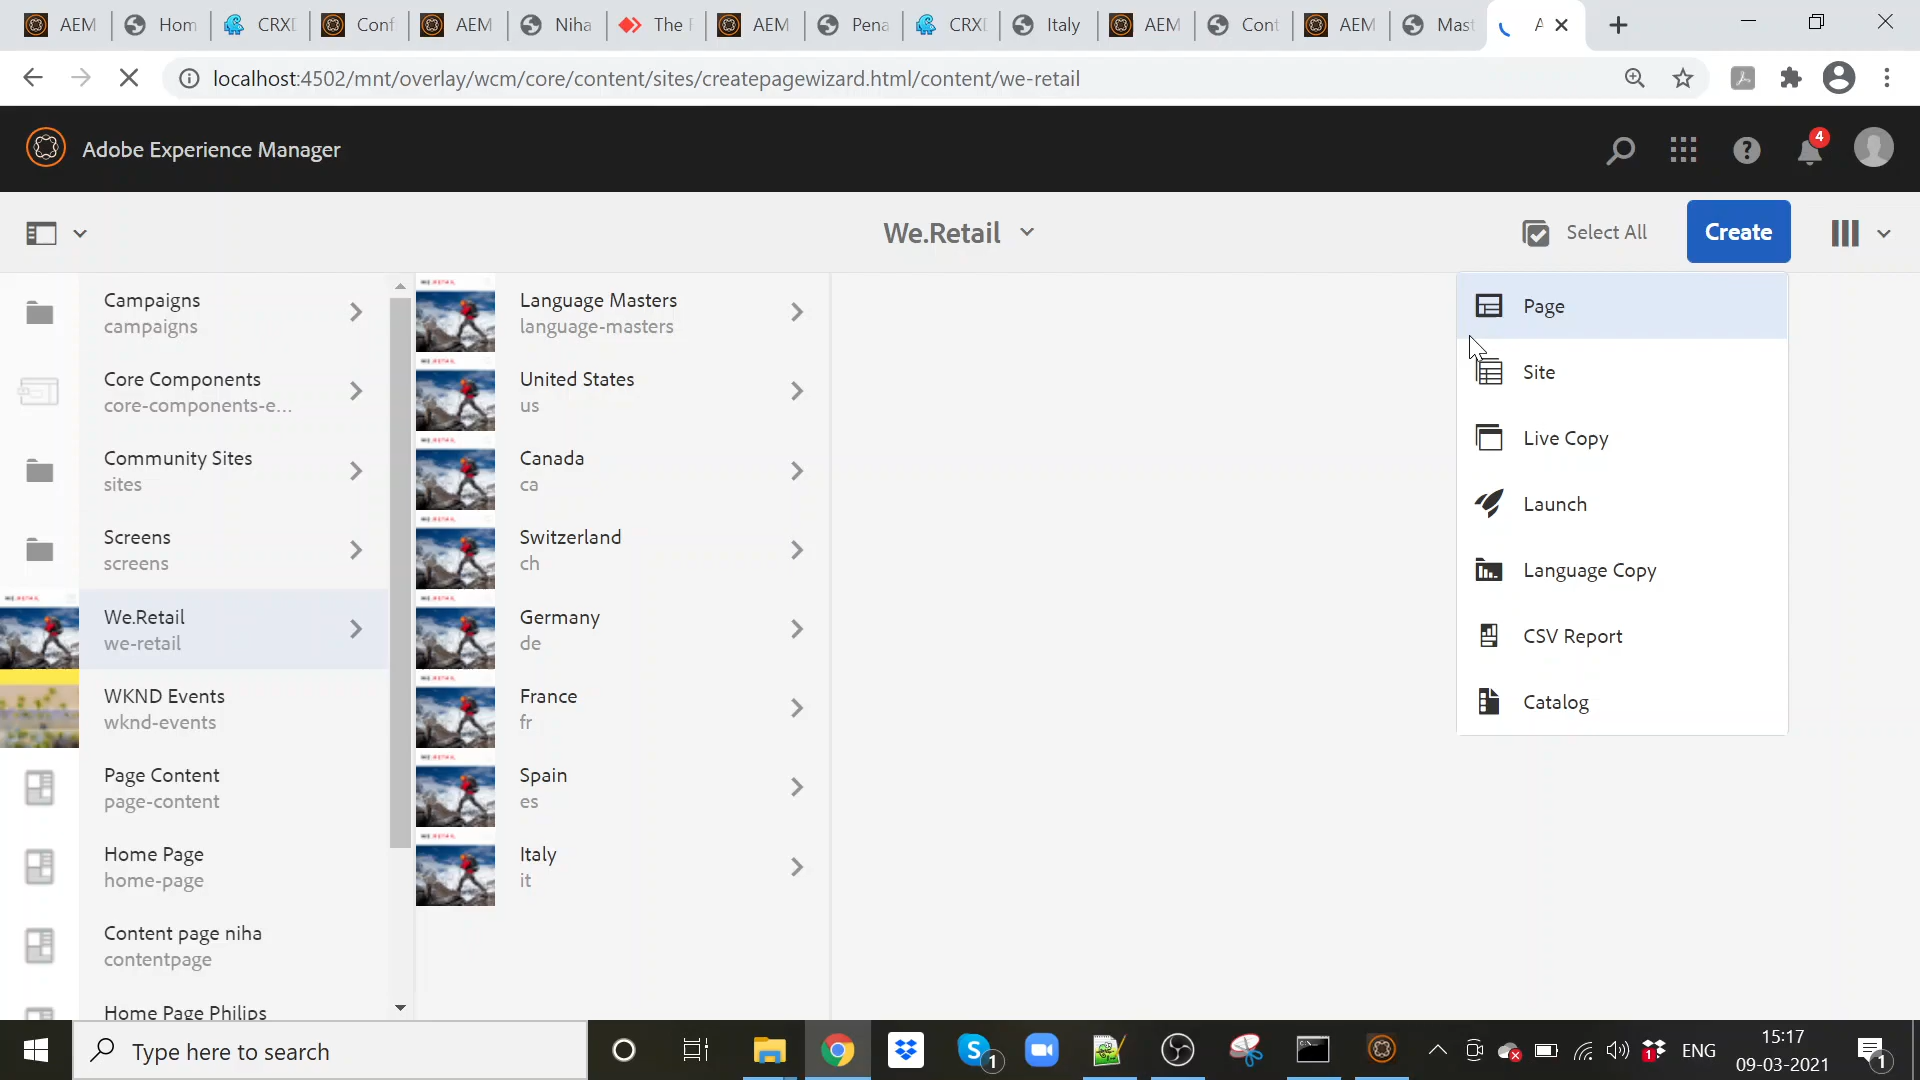 AEM
Hom
CRXI
Conf
AEM
Niha
The
AEM
Pena
CRXI
Italy
AEM
Cont
AEM
Mast
A
localhost:4502/mnt/overlay/wcm/core/content/sites/createpagewizard.html/content/we-retail
Adobe Experience Manager
4
We.Retail
Select All
Create
Campaigns
campaigns
Core Components
core-components-e...
Community Sites
sites
Screens
screens
We.Retail
we-retail
WKND Events
wknd-events
Page Content
page-content
Home Page
home-page
Content page niha
contentpage
Home Page Philips
Language Masters
language-masters
United States
us
Canada
ca
Switzerland
ch
Germany
de
France
fr
Spain
es
Italy
it
Page
Site
Live Copy
Launch
Language Copy
CSV Report
Catalog
Type here to search
1
1
ENG
15:17
09-03-2021
1